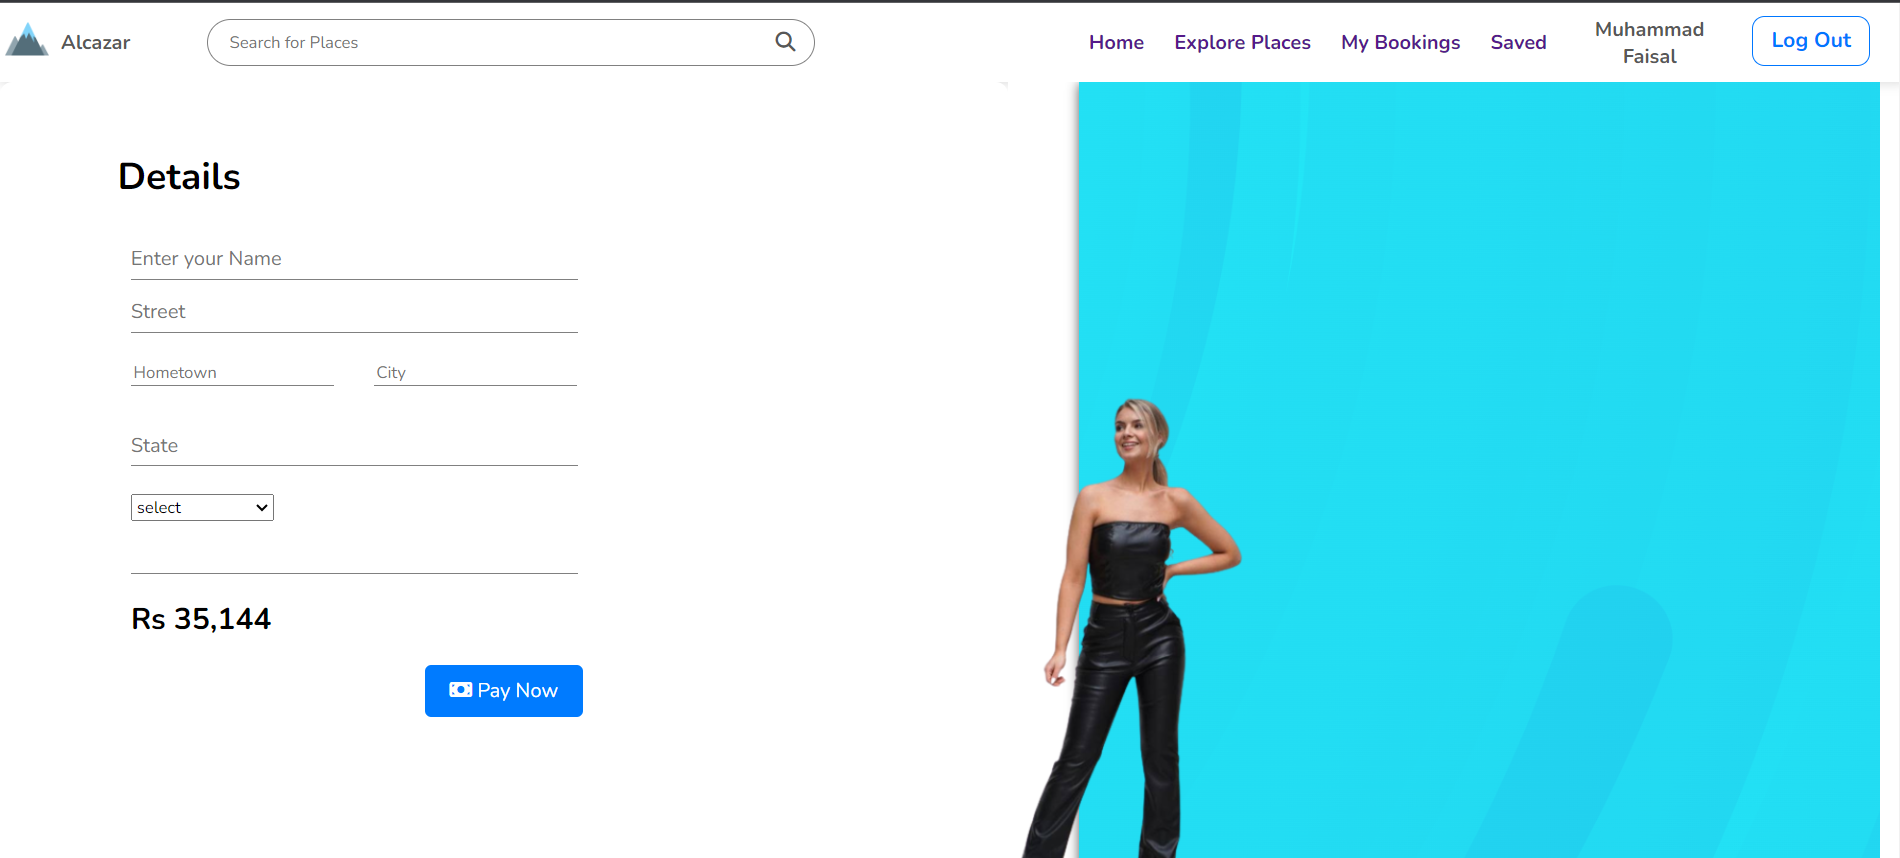 Alcazar
Search for Places
Home
Explore Places
My Bookings
Saved
Muhammad
Faisal
Log Out
Details
Enter your Name
Street
Hometown
City
State
select
Rs 35,144
Pay Now